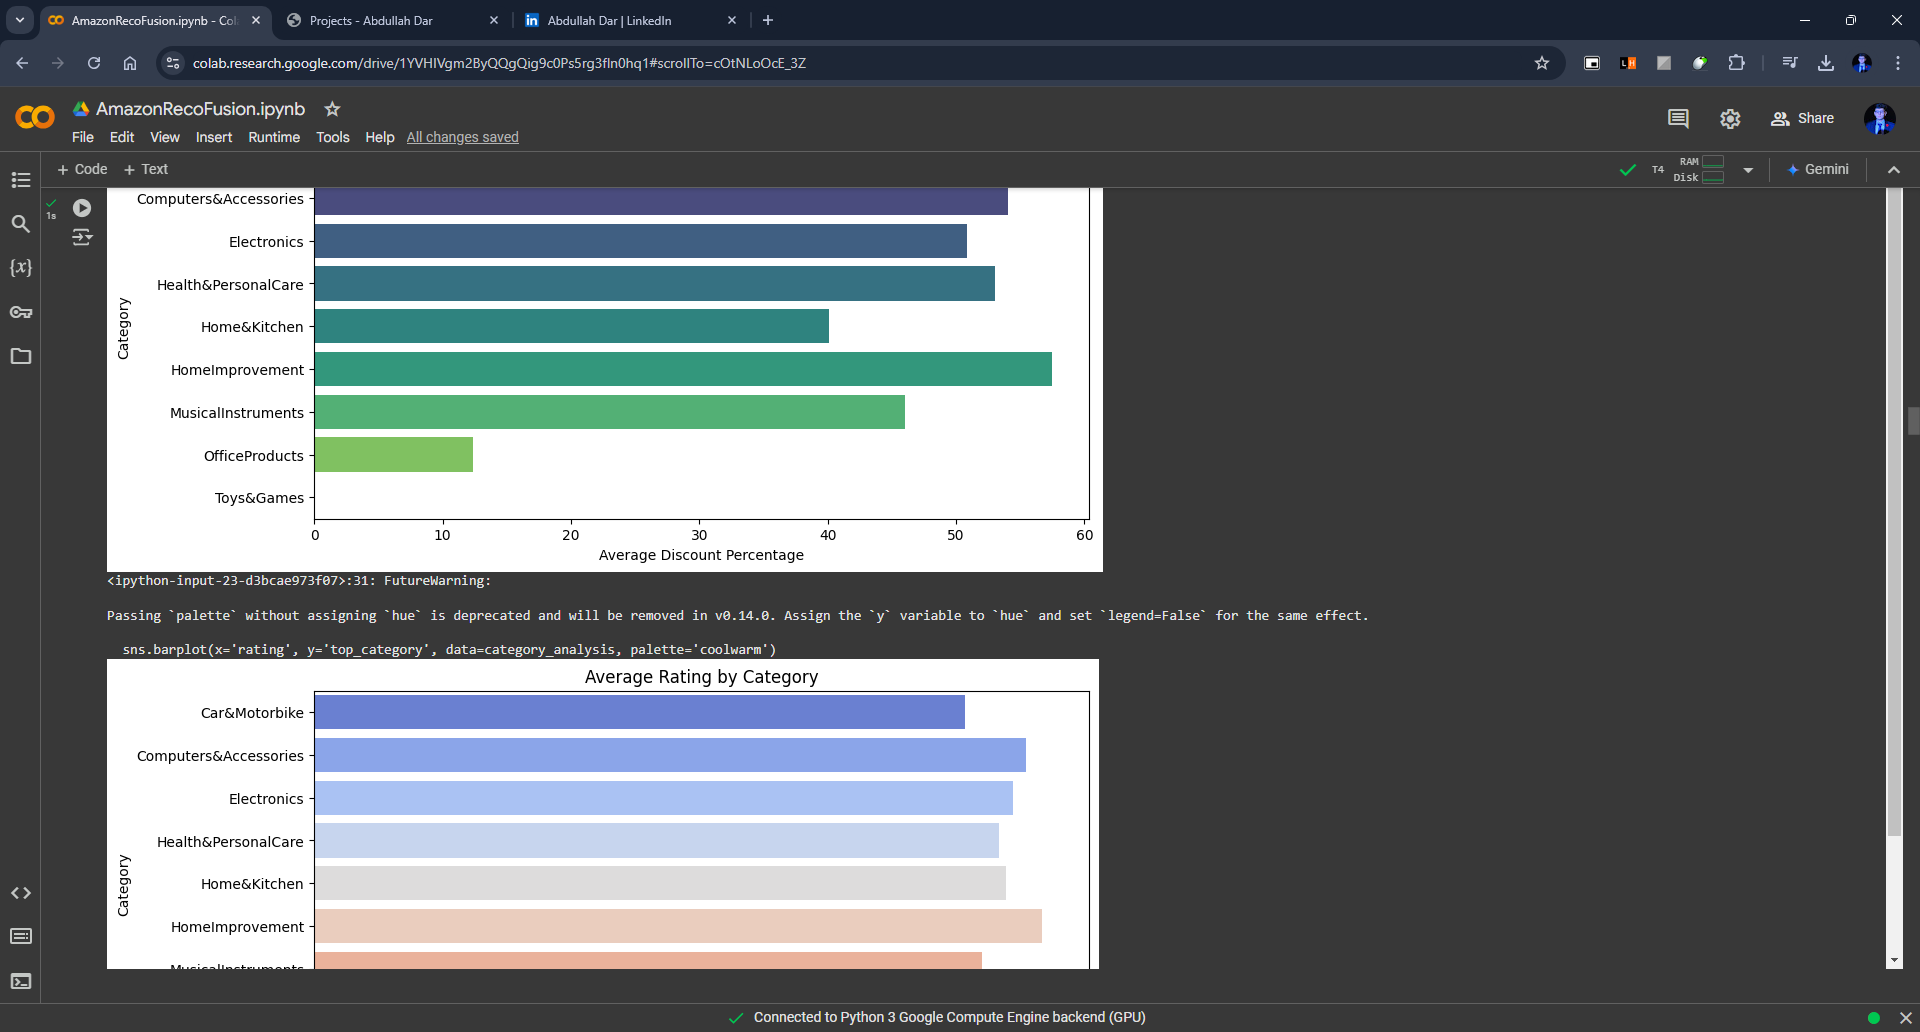 AmazonRecoFusion.ipynb - Col
Projects - Abdullah Dar
Abdullah Dar | LinkedIn
colab.research.google.com/drive/1YVHIVgm2ByQQgQig9c0Ps5rg3fIn0hq1#scrollTo=cOtNLoOcE_3Z
AmazonRecoFusion.ipynb
File Edit View Insert Runtime Tools Help All changes saved
Share
+ Code + Text
T4
RAM
Disk
Gemini
1s
Computers&Accessories
Electronics
Health&PersonalCare
Home&Kitchen
HomeImprovement
MusicalInstruments
OfficeProducts
Toys&Games
Category
0 10 20 30 40 50 60
Average Discount Percentage
<ipython-input-23-d3bcae973f07>:31: FutureWarning:
Passing `palette` without assigning `hue` is deprecated and will be removed in v0.14.0. Assign the `y` variable to `hue` and set `legend=False` for the same effect.
sns.barplot(x='rating', y='top_category', data=category_analysis, palette='coolwarm')
Average Rating by Category
Car&Motorbike
Computers&Accessories
Electronics
Health&PersonalCare
Home&Kitchen
HomeImprovement
MusicalInstruments
Category
Connected to Python 3 Google Compute Engine backend (GPU)